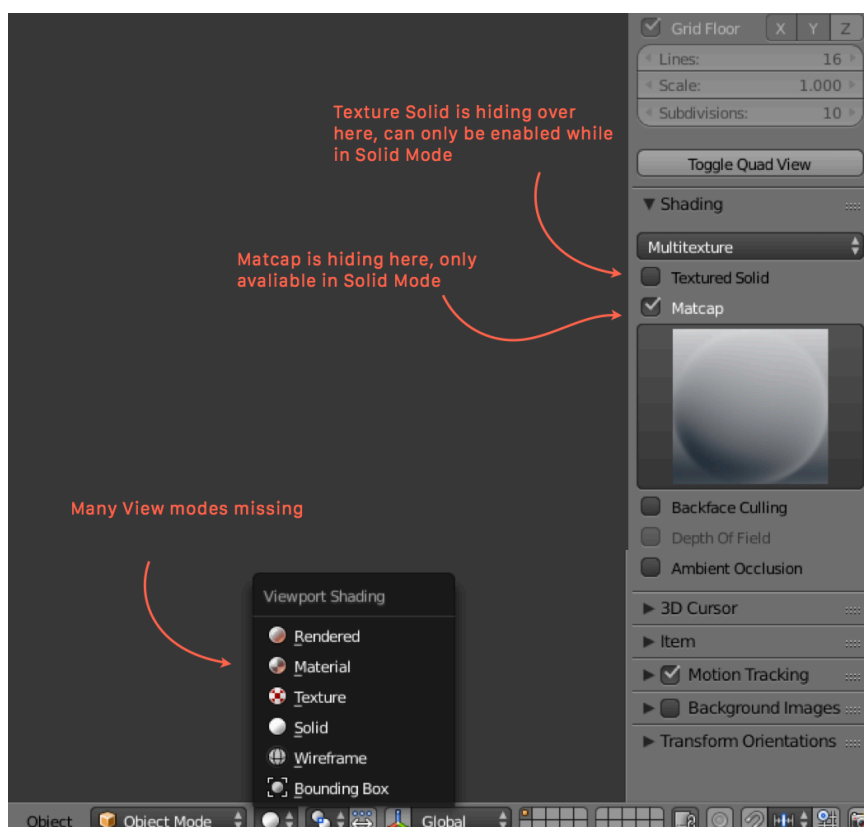 Grid Floor X Y Z
Lines: 16
Scale: 1.000
Subdivisions: 10
Texture Solid is hiding over
here, can only be enabled while
in Solid Mode
Toggle Quad View
Shading
Multitexture
Matcap is hiding here, only
avaliable in Solid Mode
Textured Solid
Matcap
Many View modes missing
Backface Culling
Depth Of Field
Ambient Occlusion
Viewport Shading
Rendered
Material
Texture
Solid
Wireframe
Bounding Box
3D Cursor
Item
Motion Tracking
Background Images
Transform Orientations
Object Object Mode Global